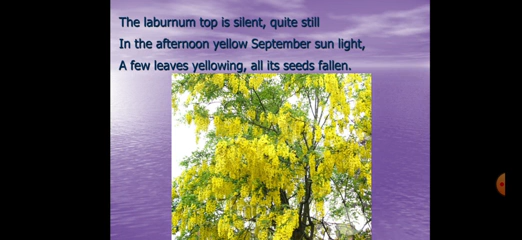 The laburnum top is silent, quite still
In the afternoon yellow September sun light,
A few leaves yellowing, all its seeds fallen.